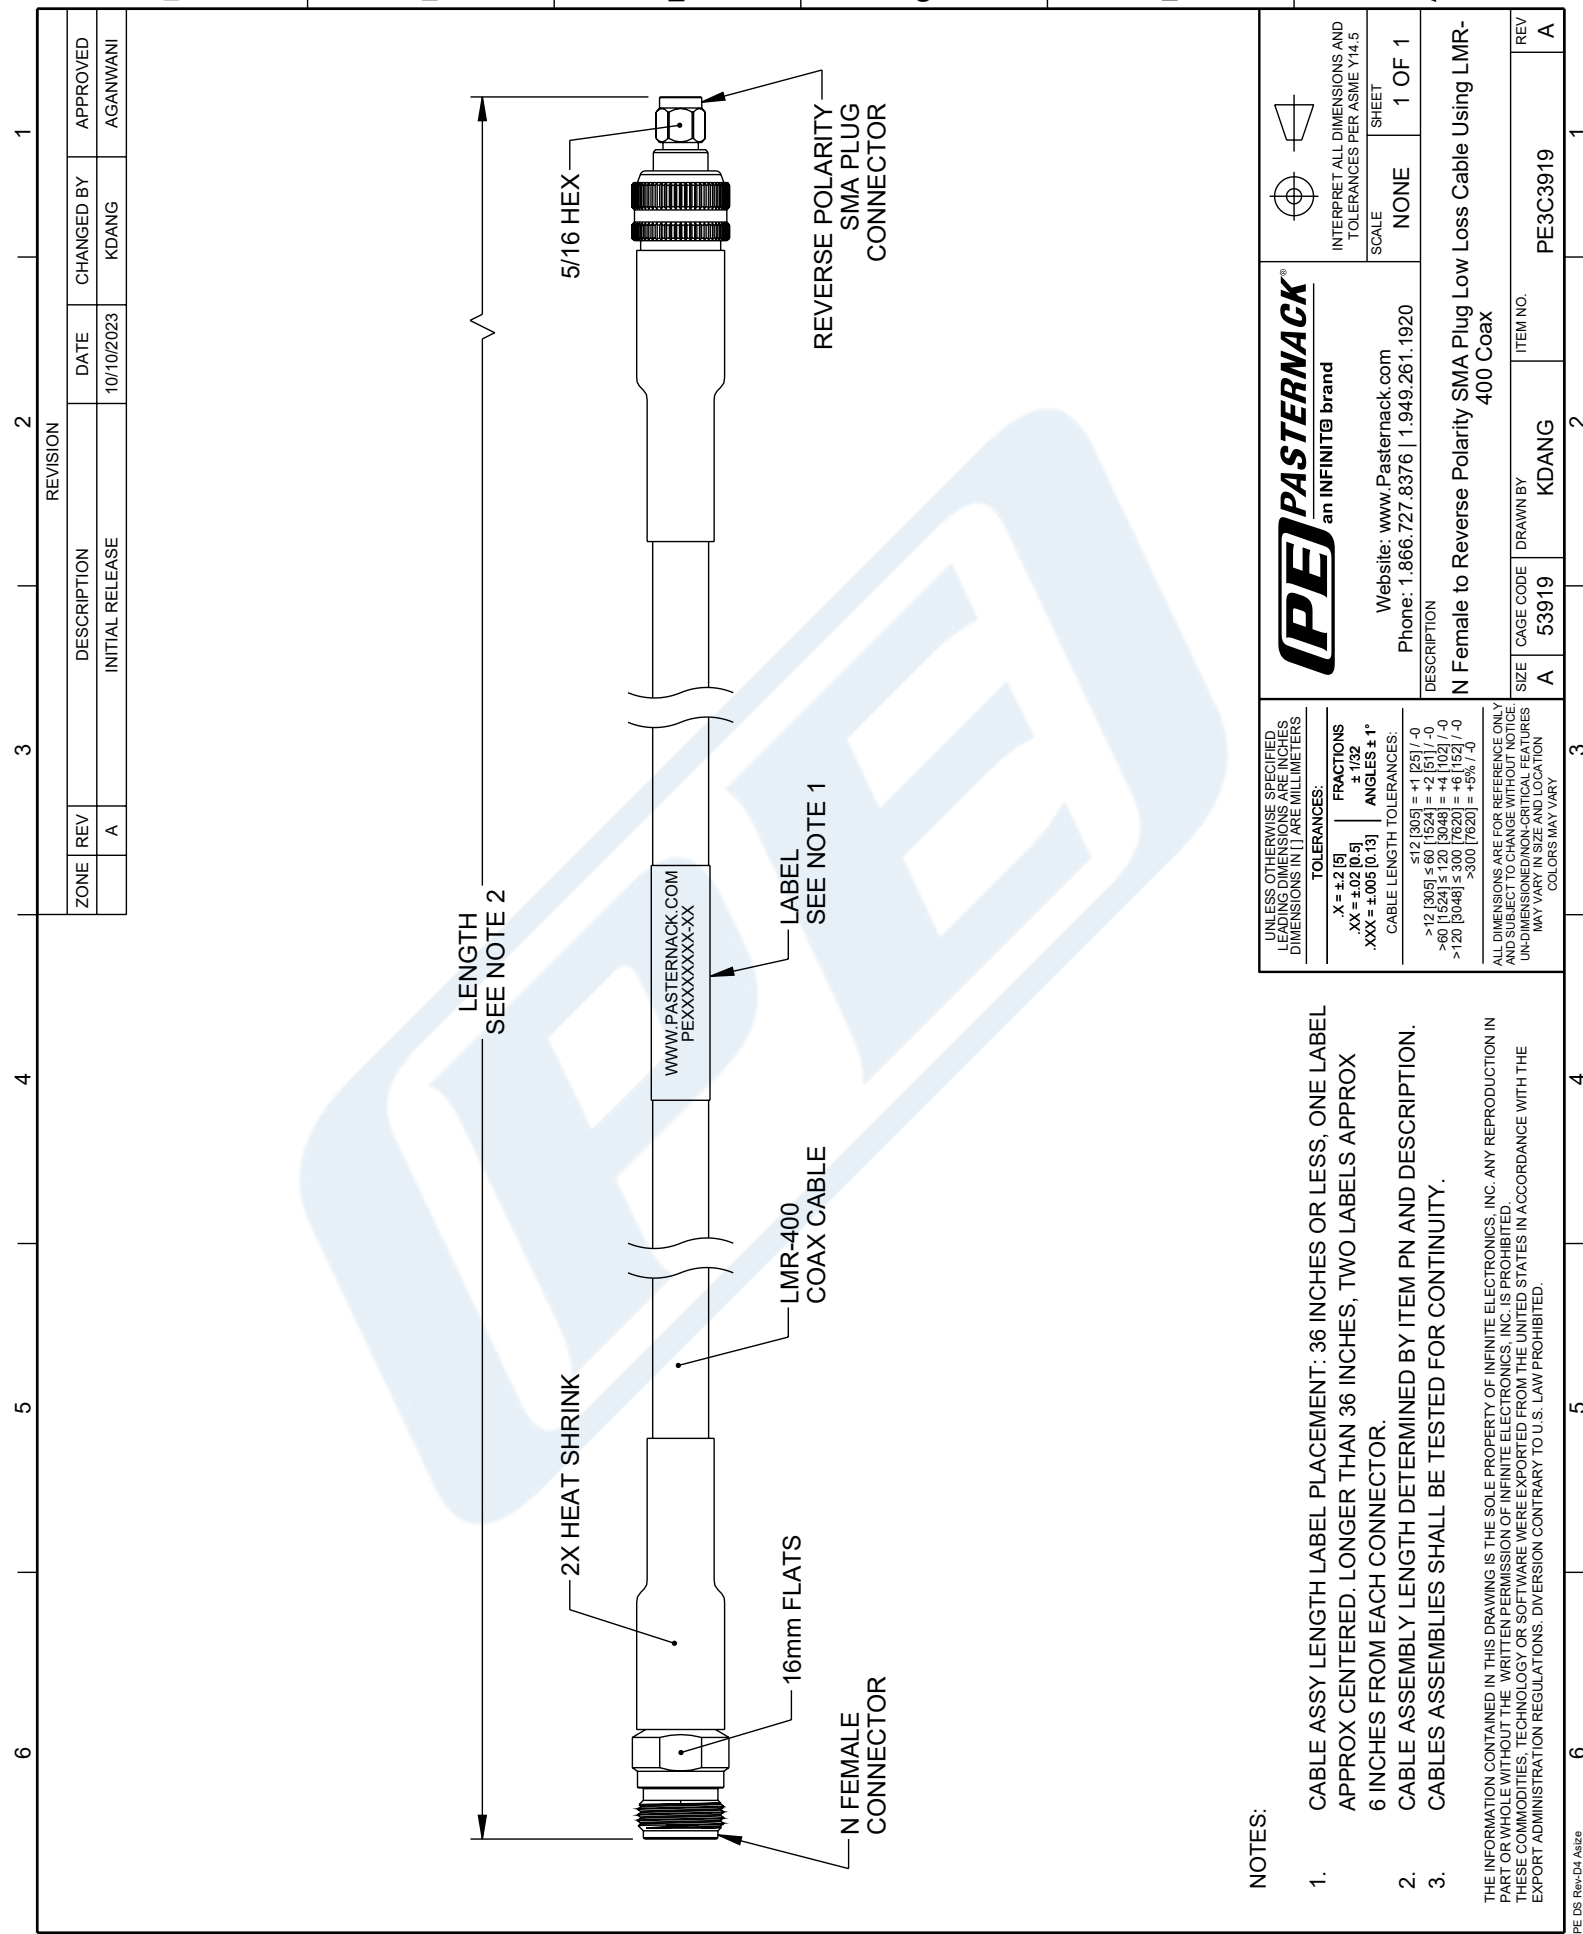 6
5
4
3
2
1
REVISION
ZONE REV DESCRIPTION DATE CHANGED BY APPROVED
A INITIAL RELEASE 10/10/2023 KDANG AGANWANI
LENGTH
SEE NOTE 2
2X HEAT SHRINK
5/16 HEX
WWW.PASTERNACK.COM
PEXXXXXXXX-XX
16mm FLATS
LMR-400
COAX CABLE
LABEL
SEE NOTE 1
N FEMALE
CONNECTOR
REVERSE POLARITY
SMA PLUG
CONNECTOR
NOTES:
1. CABLE ASSY LENGTH LABEL PLACEMENT: 36 INCHES OR LESS, ONE LABEL
APPROX CENTERED. LONGER THAN 36 INCHES, TWO LABELS APPROX
6 INCHES FROM EACH CONNECTOR.
2. CABLE ASSEMBLY LENGTH DETERMINED BY ITEM PN AND DESCRIPTION.
3. CABLES ASSEMBLIES SHALL BE TESTED FOR CONTINUITY.
THE INFORMATION CONTAINED IN THIS DRAWING IS THE SOLE PROPERTY OF INFINITE ELECTRONICS, INC. ANY REPRODUCTION IN
PART OR WHOLE WITHOUT THE WRITTEN PERMISSION OF INFINITE ELECTRONICS, INC. IS PROHIBITED.
THESE COMMODITIES, TECHNOLOGY OR SOFTWARE WERE EXPORTED FROM THE UNITED STATES IN ACCORDANCE WITH THE
EXPORT ADMINISTRATION REGULATIONS. DIVERSION CONTRARY TO U.S. LAW PROHIBITED.
UNLESS OTHERWISE SPECIFIED
LEADING DIMENSIONS ARE INCHES
DIMENSIONS IN [ ] ARE MILLIMETERS
TOLERANCES:
.X = ±.2 [5] FRACTIONS
.XX = ±.02 [0.5] ± 1/32
.XXX = ±.005 [0.13] ANGLES ± 1°
CABLE LENGTH TOLERANCES:
≤12 [305] = +1 [25] / -0
>12 [305] ≤ 60 [1524] = +2 [51] / -0
>60 [1524] ≤ 120 [3048] = +4 [102] / -0
>120 [3048] ≤ 300 [7620] = +6 [152] / -0
>300 [7620] = +5% / -0
ALL DIMENSIONS ARE FOR REFERENCE ONLY
AND SUBJECT TO CHANGE WITHOUT NOTICE.
UN-DIMENSIONED/NON-CRITICAL FEATURES
MAY VARY IN SIZE AND LOCATION
COLORS MAY VARY
PE PASTERNACK®
an INFINIT® brand
Website: www.Pasternack.com
Phone: 1.866.727.8376 | 1.949.261.1920
INTERPRET ALL DIMENSIONS AND
TOLERANCES PER ASME Y14.5
SCALE SHEET
NONE 1 OF 1
DESCRIPTION
N Female to Reverse Polarity SMA Plug Low Loss Cable Using LMR-
400 Coax
SIZE CAGE CODE DRAWN BY ITEM NO. REV
A 53919 KDANG PE3C3919 A
6
5
4
3
2
1
PE DS Rev-D4 Asize
PE